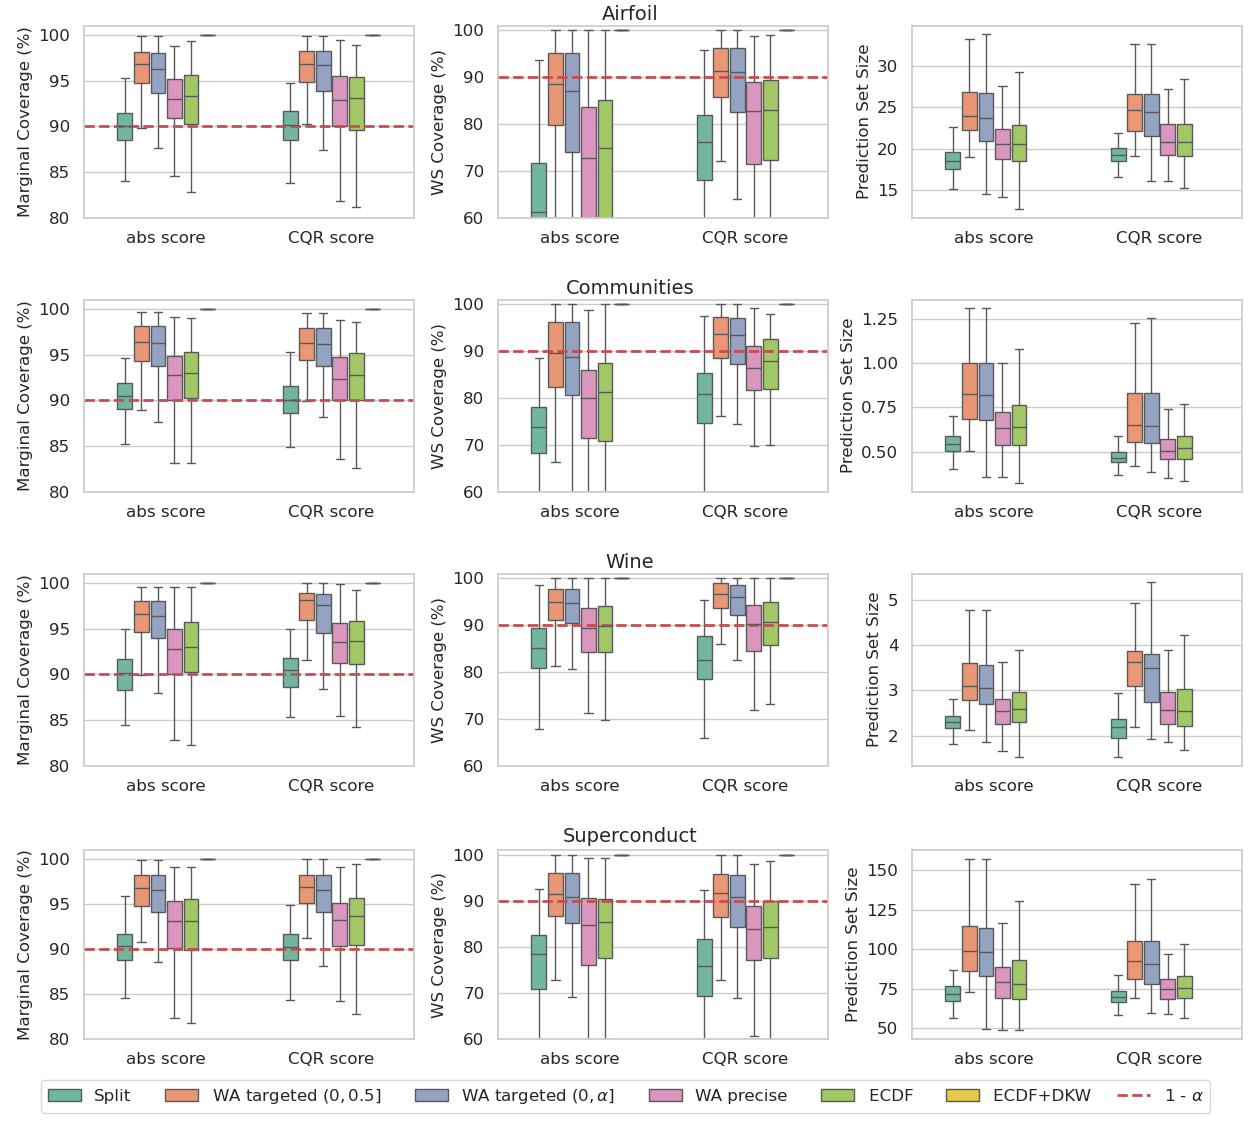 Airfoil
Marginal Coverage (%)
100
95
90
85
80
abs score
CQR score
WS Coverage (%)
100
90
80
70
60
abs score
CQR score
Prediction Set Size
30
25
20
15
abs score
CQR score
Communities
Marginal Coverage (%)
100
95
90
85
80
abs score
CQR score
WS Coverage (%)
100
90
80
70
60
abs score
CQR score
Prediction Set Size
1.25
1.00
0.75
0.50
abs score
CQR score
Wine
Marginal Coverage (%)
100
95
90
85
80
abs score
CQR score
WS Coverage (%)
100
90
80
70
60
abs score
CQR score
Prediction Set Size
5
4
3
2
abs score
CQR score
Superconduct
Marginal Coverage (%)
100
95
90
85
80
abs score
CQR score
WS Coverage (%)
100
90
80
70
60
abs score
CQR score
Prediction Set Size
150
125
100
75
50
abs score
CQR score
Split WA targeted (0, 0.5] WA targeted (0, α] WA precise ECDF ECDF+DKW 1 - α